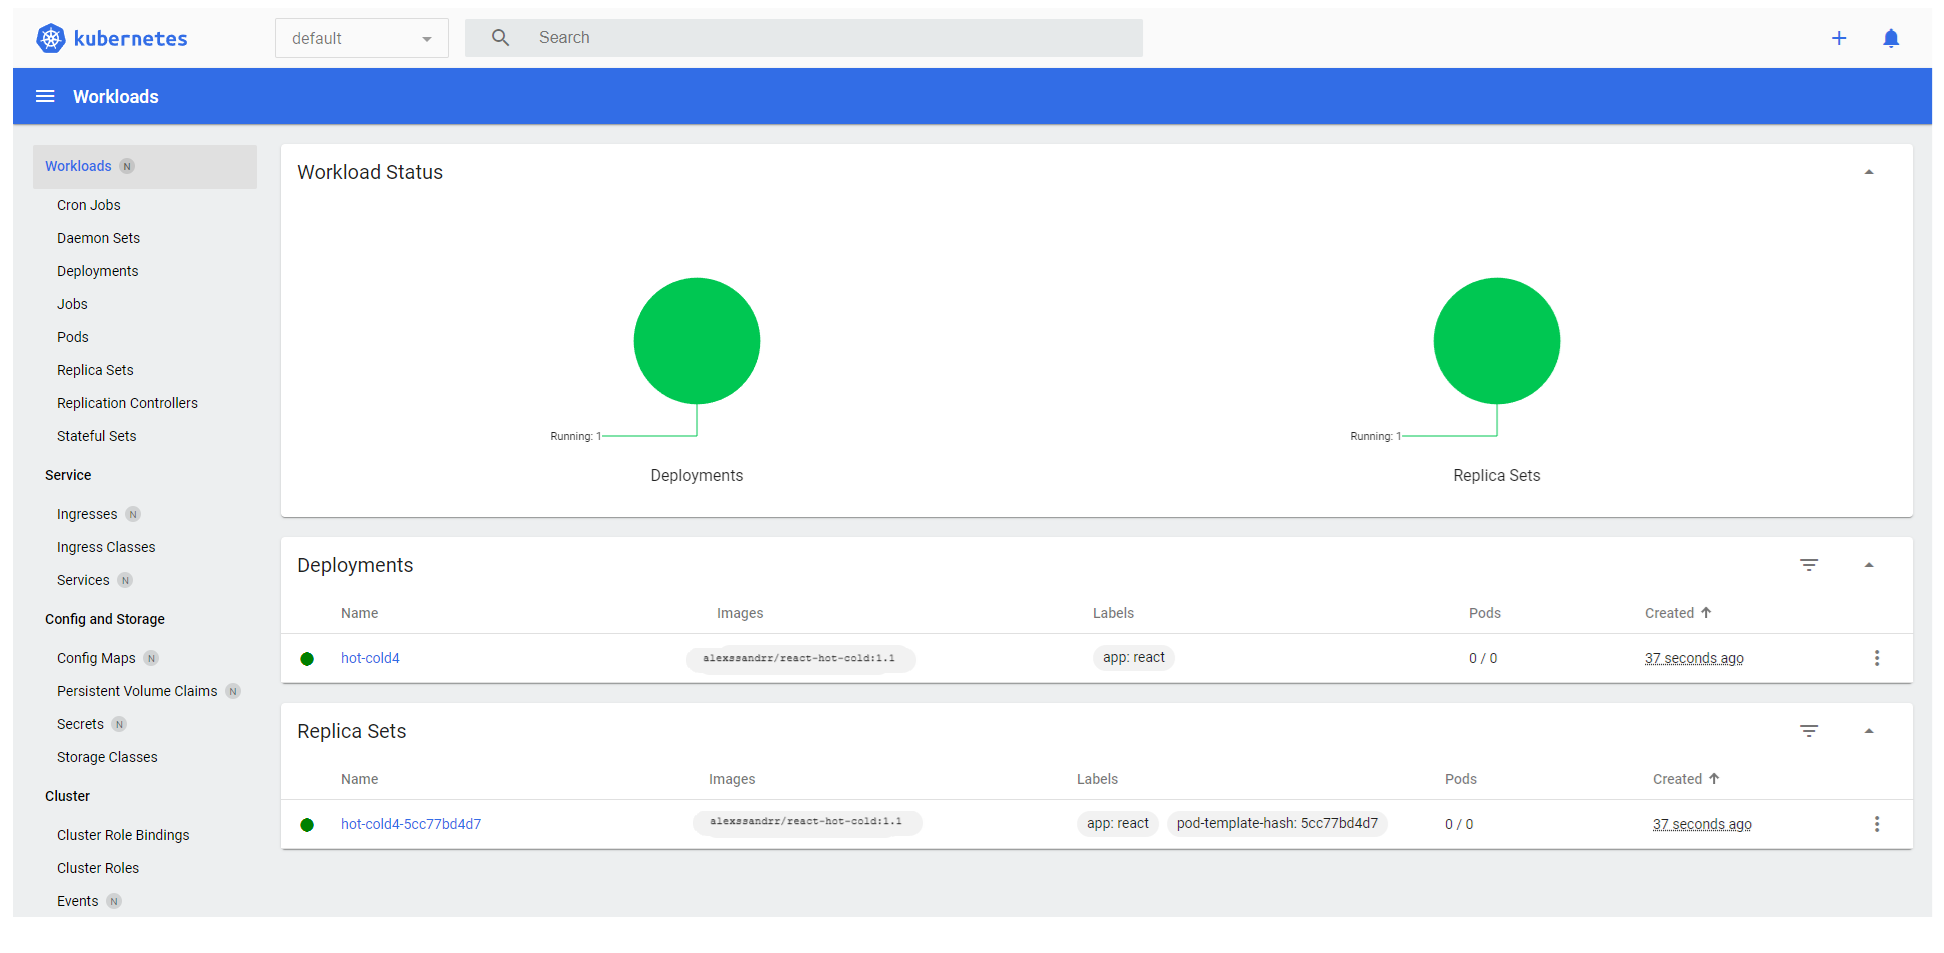 kubernetes
default
Search
Workloads
Workloads N
Cron Jobs
Daemon Sets
Deployments
Jobs
Pods
Replica Sets
Replication Controllers
Stateful Sets
Service
Ingresses N
Ingress Classes
Services N
Config and Storage
Config Maps N
Persistent Volume Claims N
Secrets N
Storage Classes
Cluster
Cluster Role Bindings
Cluster Roles
Events N
Workload Status
Running: 1
Deployments
Running: 1
Replica Sets
Deployments
Name Images Labels Pods Created
hot-cold4 alexssandrr/react-hot-cold:1.1 app: react 0 / 0 37 seconds ago
Replica Sets
Name Images Labels Pods Created
hot-cold4-5cc77bd4d7 alexssandrr/react-hot-cold:1.1 app: react pod-template-hash: 5cc77bd4d7 0 / 0 37 seconds ago